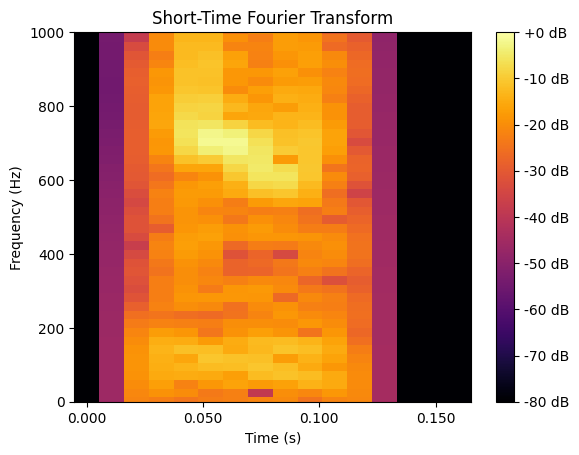 Short-Time Fourier Transform
1000
800
600
400
200
0
Frequency (Hz)
0.000
0.050
0.100
0.150
Time (s)
+0 dB
-10 dB
-20 dB
-30 dB
-40 dB
-50 dB
-60 dB
-70 dB
-80 dB